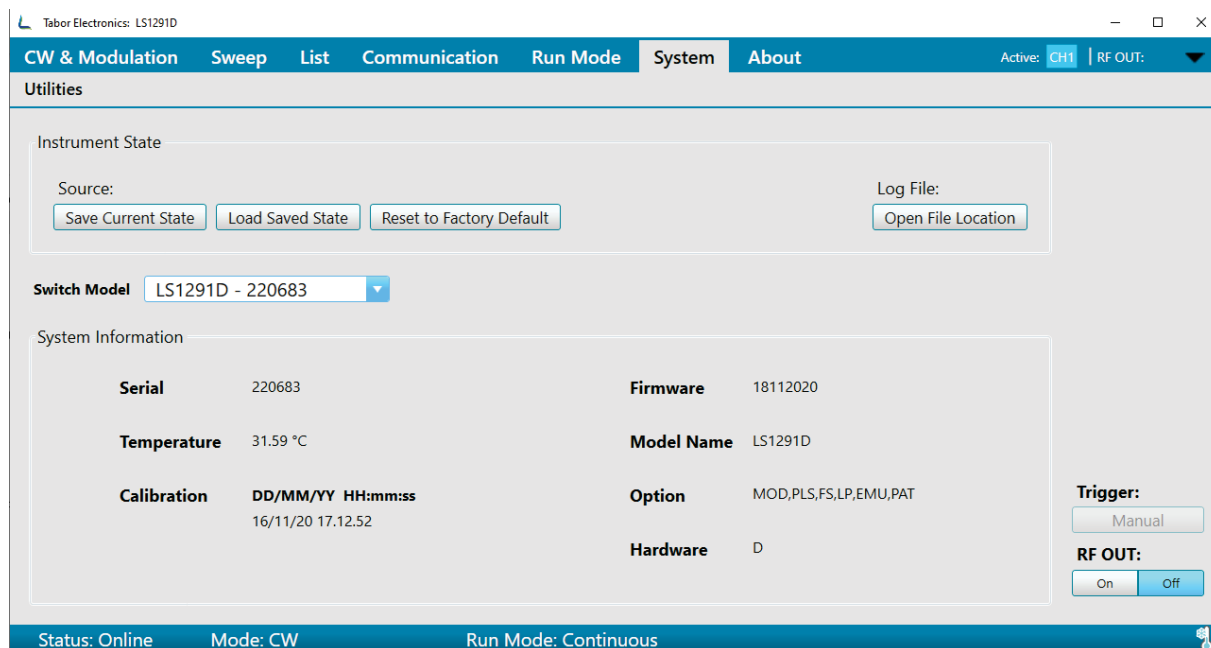 Tabor Electronics: LS1291D
CW & Modulation Sweep List Communication Run Mode System About Active: CH1 RF OUT:
Utilities
Instrument State
Source: Log File:
Save Current State Load Saved State Reset to Factory Default Open File Location
Switch Model LS1291D - 220683
System Information
Serial 220683 Firmware 18112020
Temperature 31.59 °C Model Name LS1291D
Calibration DD/MM/YY HH:mm:ss Option MOD,PLS,FS,LP,EMU,PAT Trigger:
16/11/20 17.12.52 Manual
Hardware D RF OUT:
On Off
Status: Online Mode: CW Run Mode: Continuous